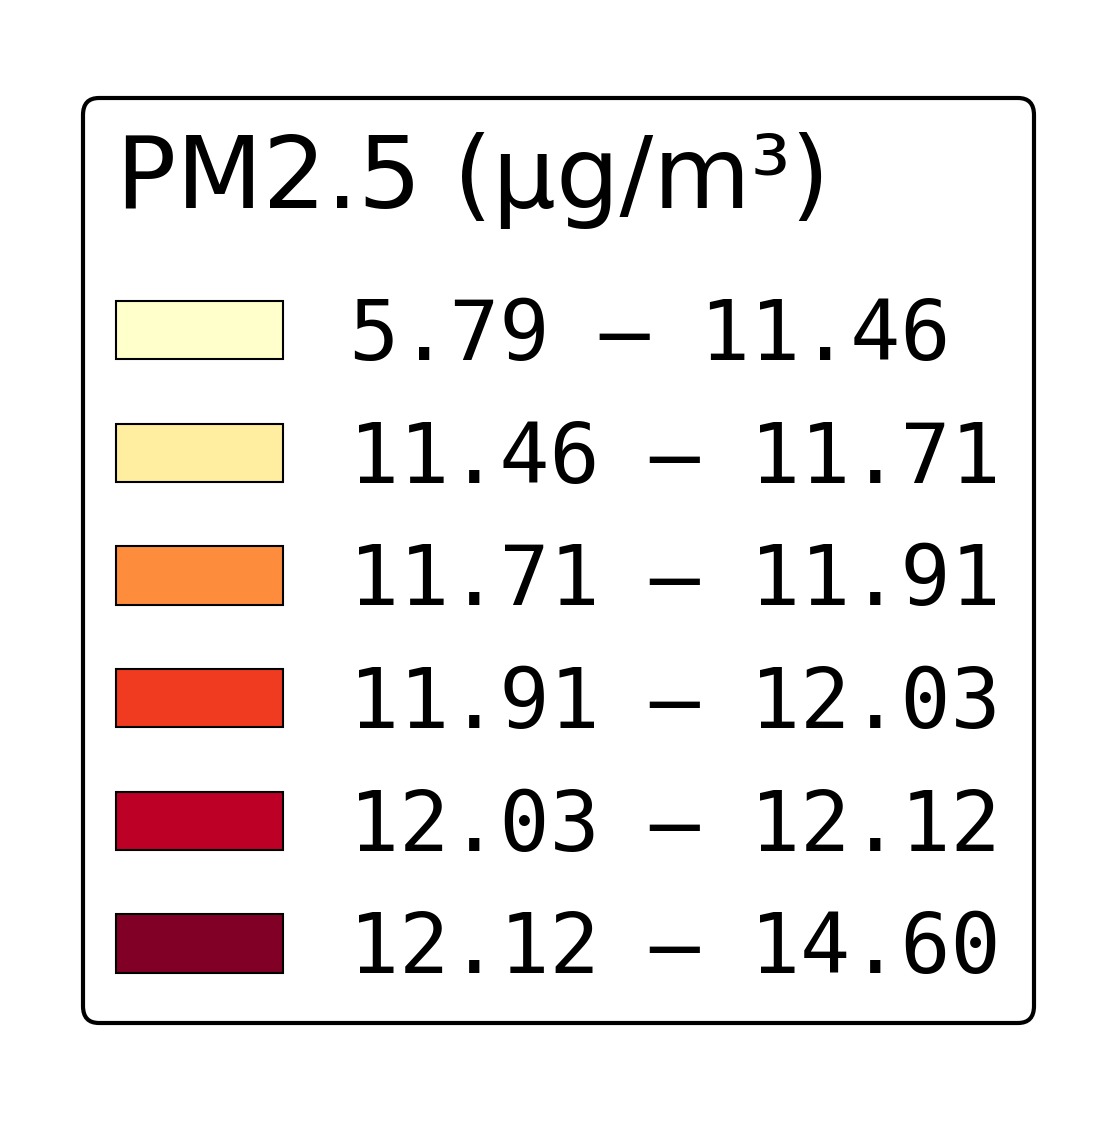 PM2.5 (µg/m³)
5.79 – 11.46
11.46 – 11.71
11.71 – 11.91
11.91 – 12.03
12.03 – 12.12
12.12 – 14.60